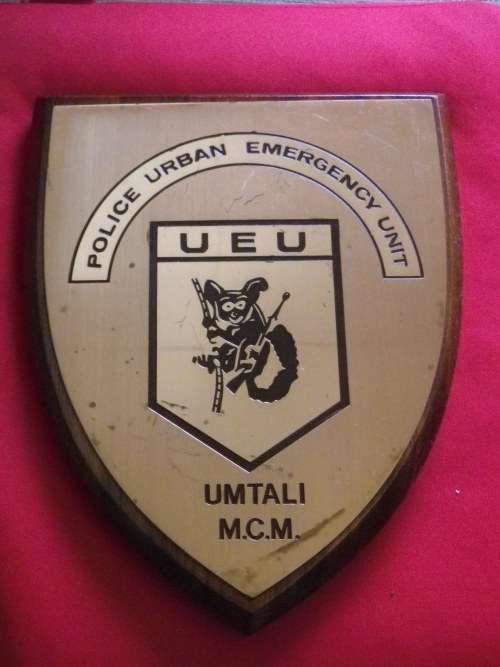 POLICE URBAN EMERGENCY UNIT
UEU
UMTALI
M.C.M.